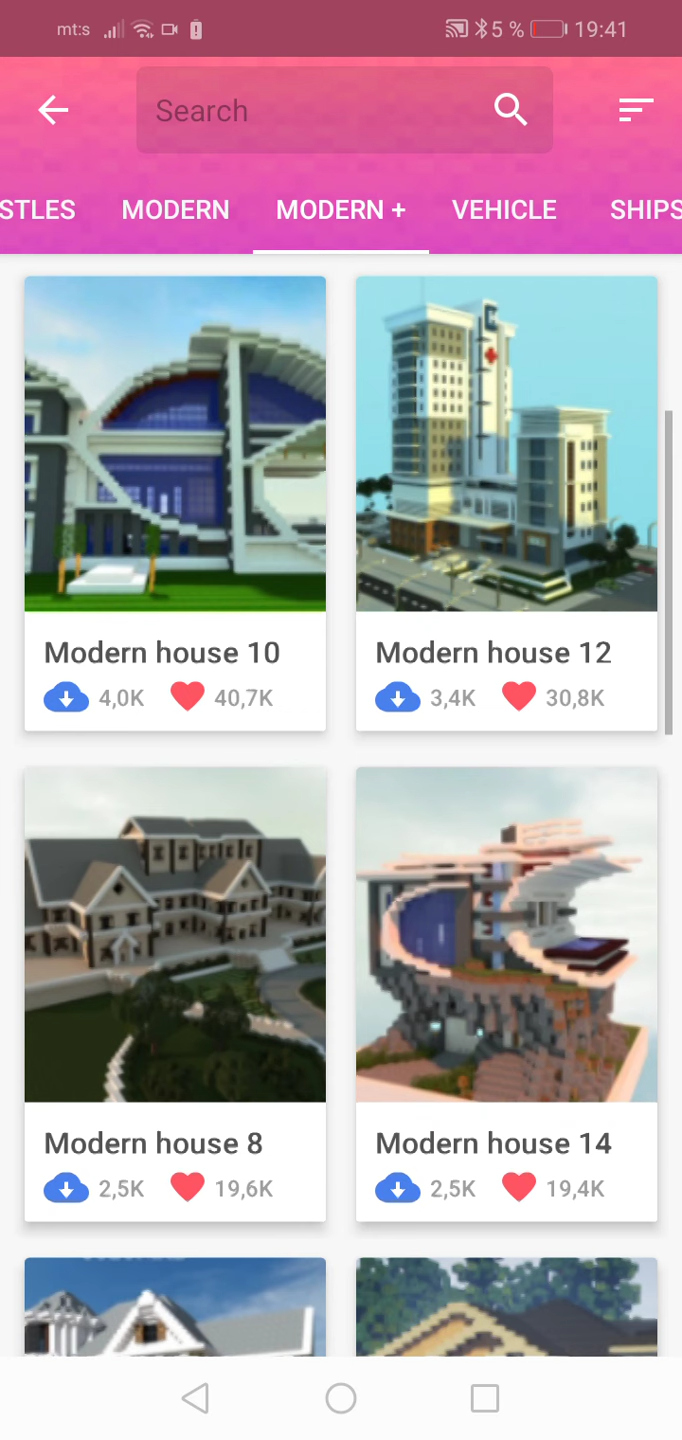 mt:s 5 % 19:41
Search
STLES MODERN MODERN + VEHICLE SHIPS
Modern house 10
4,0K 40,7K
Modern house 12
3,4K 30,8K
Modern house 8
2,5K 19,6K
Modern house 14
2,5K 19,4K